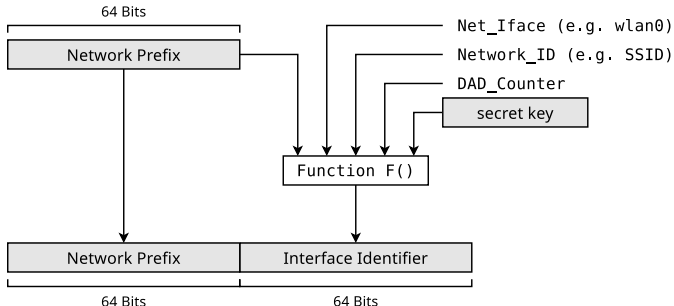 64 Bits
Net_Iface (e.g. wlan0)
Network Prefix
Network_ID (e.g. SSID)
DAD_Counter
secret key
Function F()
Network Prefix
Interface Identifier
64 Bits
64 Bits